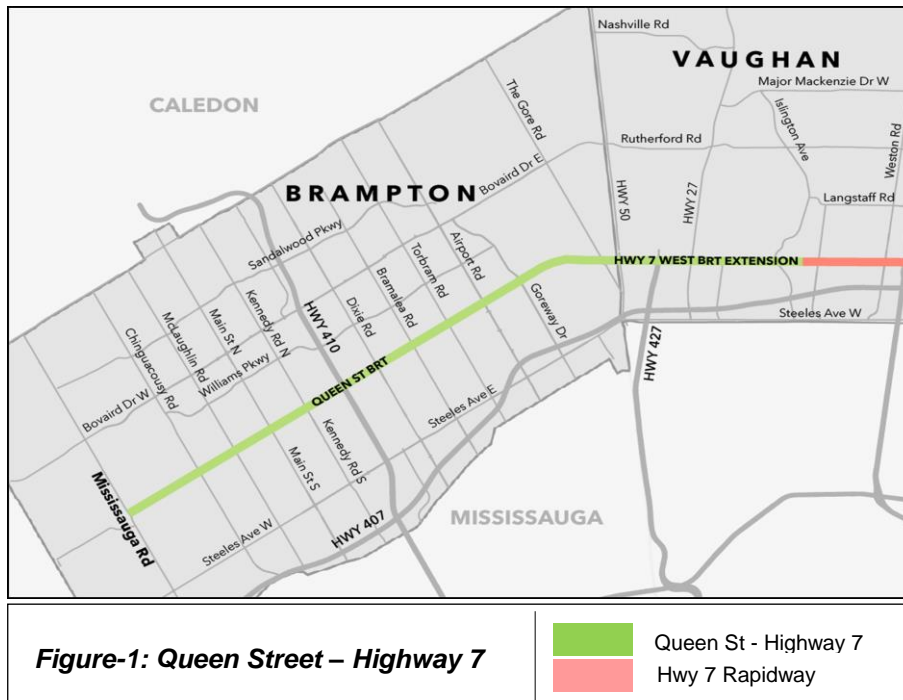 Nashville Rd
VAUGHAN
Major Mackenzie Dr W
CALEDON
The Gore Rd
Islington Ave
Weston Rd
Rutherford Rd
BRAMPTON
Bovaird Dr E
HWY 50
HWY 27
Langstaff Rd
Sandalwood Pkwy
Airport Rd
Torbram Rd
Bramalea Rd
Dixie Rd
HWY 7 WEST BRT EXTENSION
Goreway Dr
HWY 410
Kennedy Rd N
Main St N
McLaughlin Rd
Chinguacousy Rd
Williams Pkwy
Steeles Ave W
HWY 427
QUEEN ST BRT
Bovaird Dr W
Steeles Ave E
Kennedy Rd S
Main St S
Mississauga Rd
MISSISSAUGA
HWY 407
Steeles Ave W
Figure-1: Queen Street – Highway 7
Queen St - Highway 7
Hwy 7 Rapidway